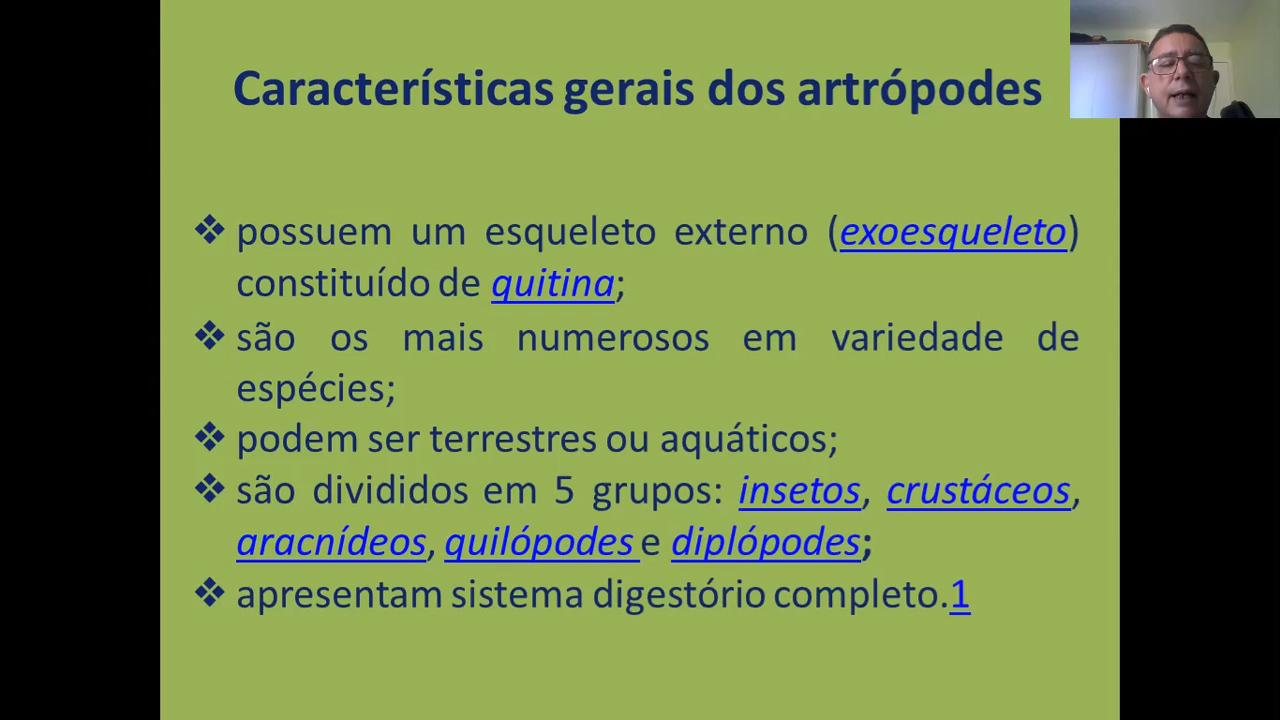 Características gerais dos artrópodes
❖ possuem um esqueleto externo (exoesqueleto)
constituído de quitina;
❖ são os mais numerosos em variedade de
espécies;
❖ podem ser terrestres ou aquáticos;
❖ são divididos em 5 grupos: insetos, crustáceos,
aracnídeos, quilópodes e diplópodes;
❖ apresentam sistema digestório completo.1